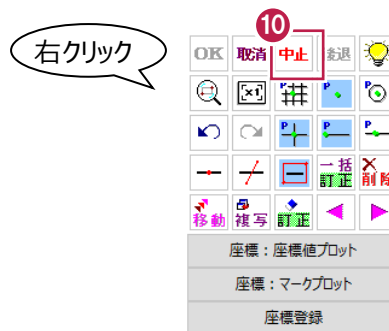 ⑩
右クリック
OK 取消 中止 後退
×1 P P P
P P P
一括訂正 削除
移動 複写 訂正
座標：座標値プロット
座標：マークプロット
座標登録